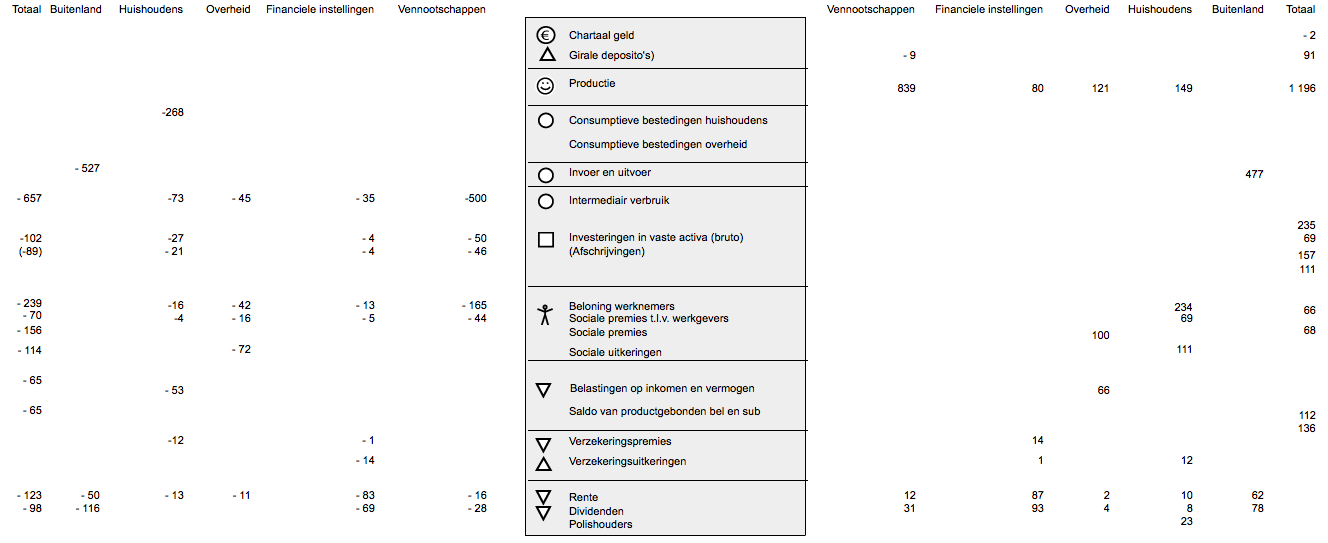 Totaal Buitenland Huishoudens Overheid Financiele instellingen Vennootschappen Vennootschappen Financiele instellingen Overheid Huishoudens Buitenland Totaal
€ Chartaal geld - 2
Girale deposito's) - 9 91
Productie 839 80 121 149 1 196
-268
Consumptieve bestedingen huishoudens
Consumptieve bestedingen overheid
- 527
Invoer en uitvoer 477
- 657 -73 - 45 - 35 -500 Intermediair verbruik
235
-102 -27 - 4 - 50 Investeringen in vaste activa (bruto) 69
(-89) - 21 - 4 - 46 (Afschrijvingen) 157
111
- 239 -16 - 42 - 13 - 165 Beloning werknemers 234 66
- 70 -4 - 16 - 5 - 44 Sociale premies t.l.v. werkgevers 69
- 156 Sociale premies 100 68
- 114 - 72 Sociale uitkeringen 111
- 65
- 53 Belastingen op inkomen en vermogen 66
- 65 Saldo van productgebonden bel en sub 112
136
-12 - 1 Verzekeringspremies 14
- 14 Verzekeringsuitkeringen 1 12
- 123 - 50 - 13 - 11 - 83 - 16 Rente 12 87 2 10 62
- 98 - 116 - 69 - 28 Dividenden 31 93 4 8 78
Polishouders 23